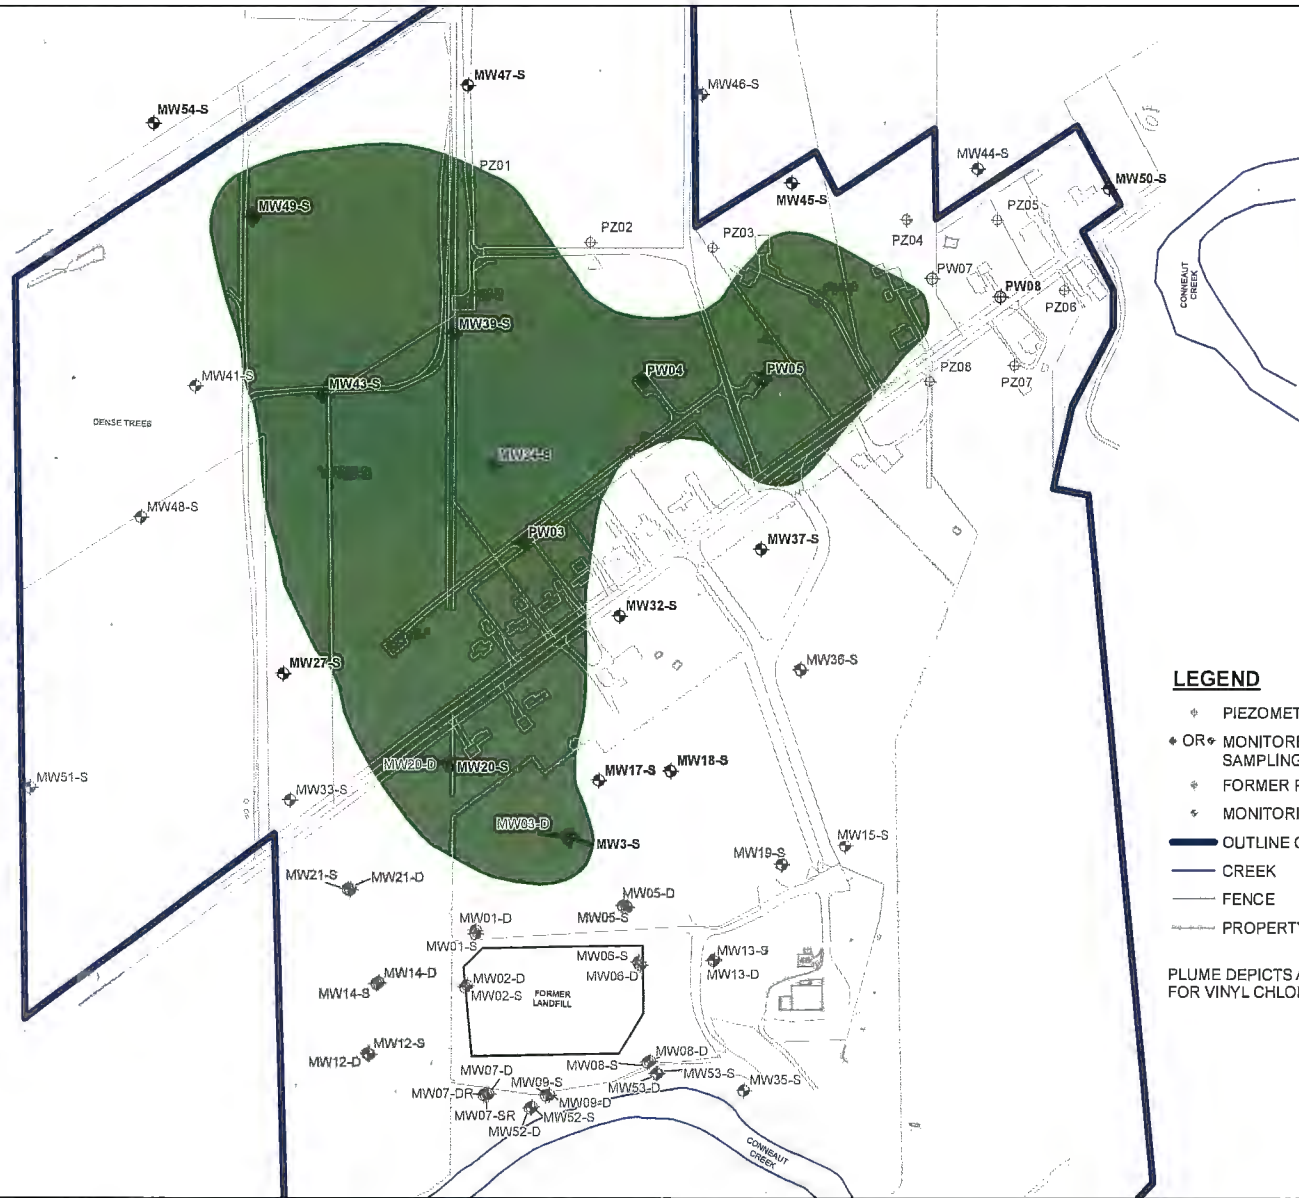 MW47-S
MW46-S
MW54-S
107
MW44-S
PZ01
MW50-S
MW45-S
MW49-S
PZ05
PZ02
PZ03
PZ04
PW07
CONNEAUT
CREEK
PW08
PZ06
MW39-S
PW04
PW05
PZ08
PZ07
MW41-S
MW43-S
DENSE TREES
MW34-S
MW48-S
PW03
MW37-S
MW32-S
MW27-S
MW36-S
LEGEND
PIEZOMET
OR MONITORE
SAMPLING
FORMER P
MONITORI
OUTLINE O
CREEK
FENCE
PROPERTY
PLUME DEPICTS A
FOR VINYL CHLO
MW20-D
MW20-S
MW17-S
MW18-S
MW51-S
MW33-S
MW03-D
MW3-S
MW15-S
MW19-S
MW21-S
MW21-D
MW05-D
MW05-S
MW01-D
MW01-S
MW06-S
MW06-D
MW13-S
MW13-D
MW14-D
MW14-S
MW02-D
MW02-S
FORMER
LANDFILL
MW12-S
MW12-D
MW08-D
MW08-S
MW53-S
MW53-D
MW07-D
MW07-DR
MW07-SR
MW09-S
MW09-D
MW52-S
MW52-D
MW35-S
CONNEAUT
CREEK